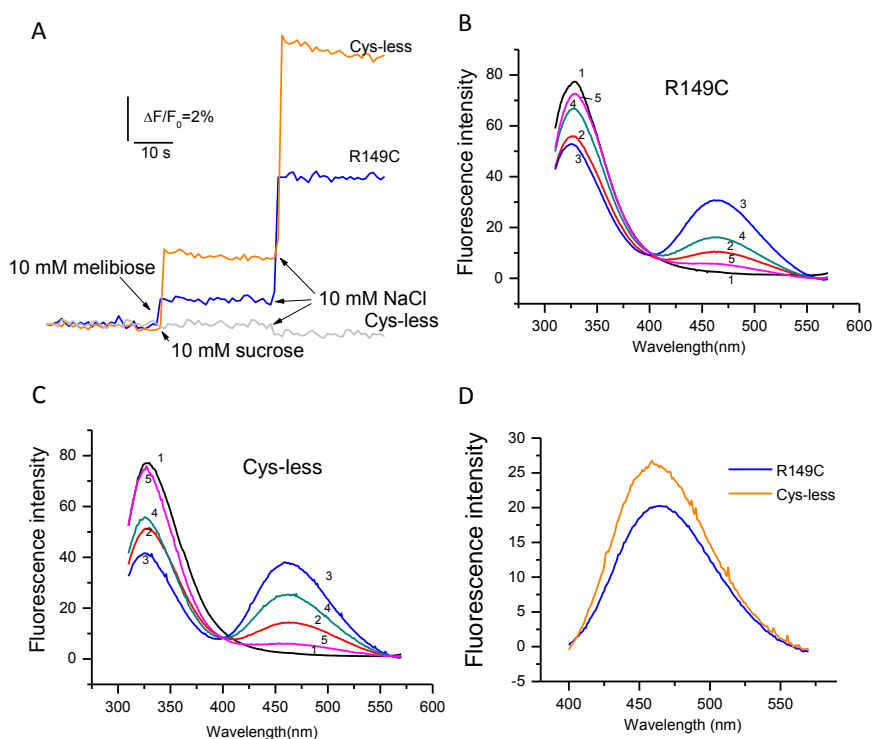 A
Cys-less
ΔF/F0=2%
10 s
R149C
10 mM melibiose
10 mM NaCl
Cys-less
10 mM sucrose
B
R149C
Fluorescence intensity
80
70
60
50
40
30
20
10
0
1
5
4
2
3
3
4
2
5
1
300 350 400 450 500 550 600
Wavelength(nm)
C
Cys-less
Fluorescence intensity
80
60
40
20
0
1
5
4
2
3
3
4
2
5
1
300 350 400 450 500 550 600
Wavelength(nm)
D
R149C
Cys-less
Fluorescence intensity
30
25
20
15
10
5
0
-5
400 450 500 550
Wavelength (nm)